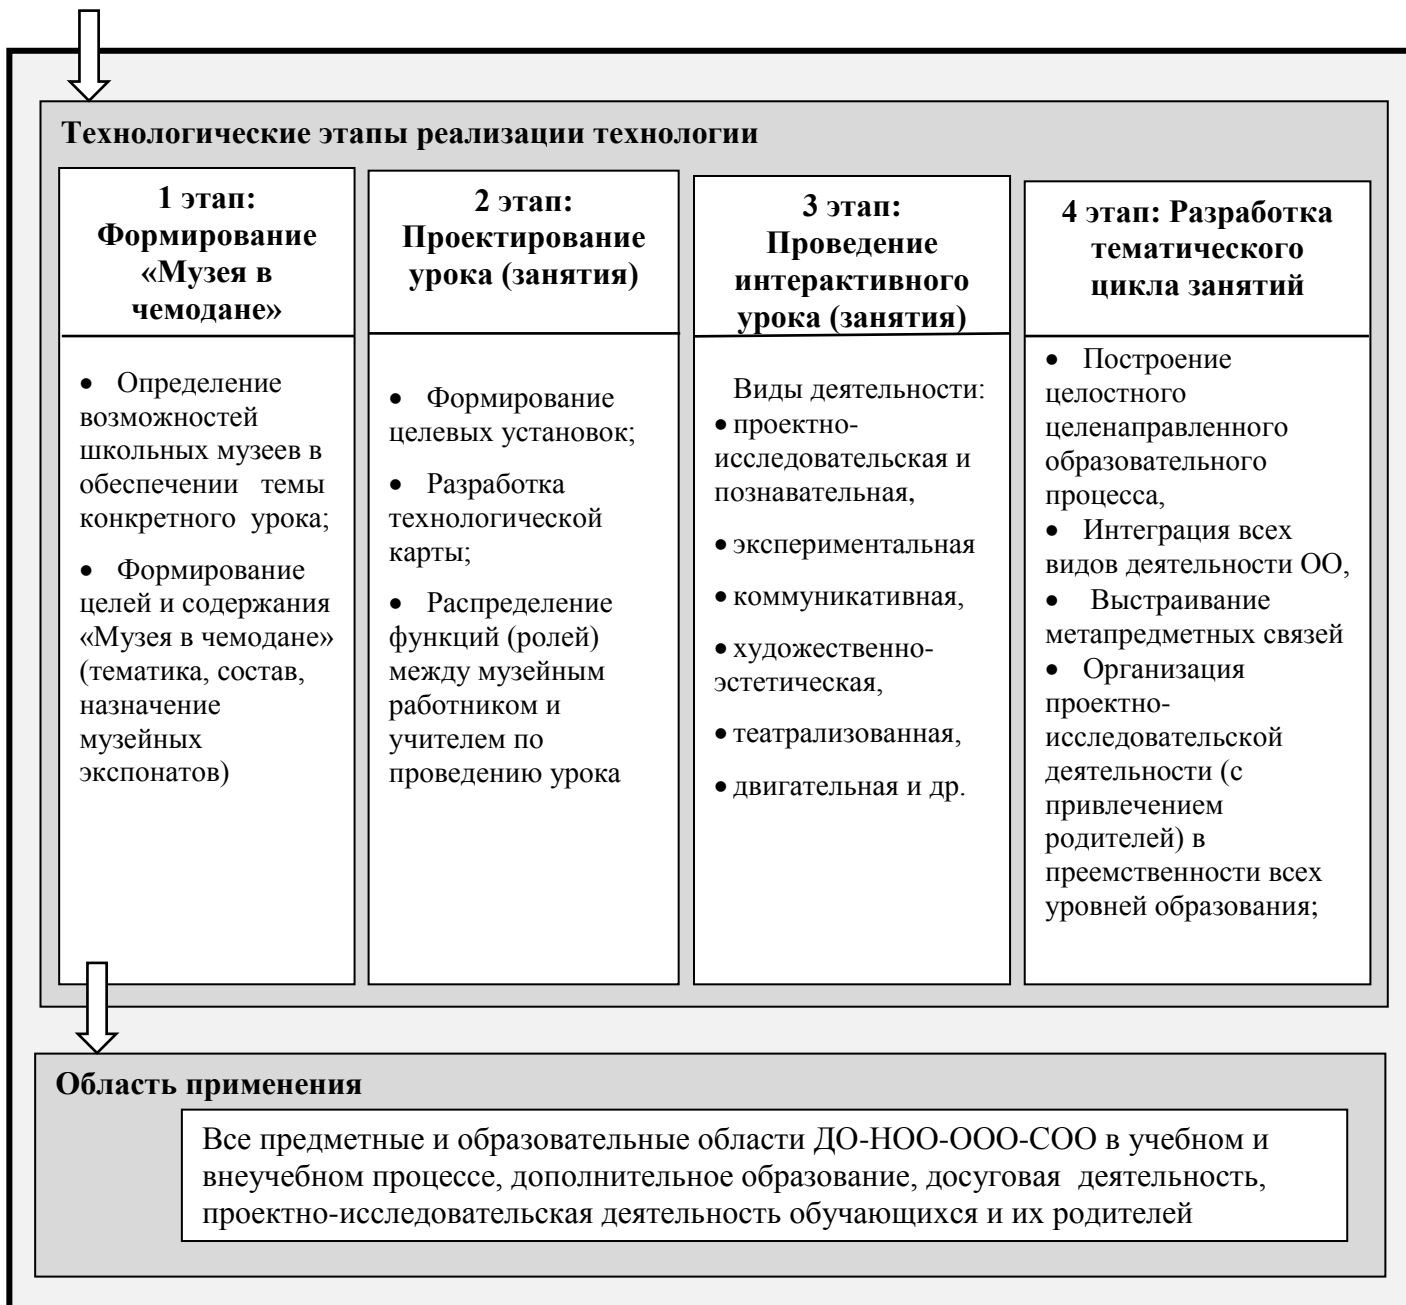 Технологические этапы реализации технологии
1 этап:
Формирование
«Музея в
чемодане»
• Определение
возможностей
школьных музеев в
обеспечении темы
конкретного урока;
• Формирование
целей и содержания
«Музея в чемодане»
(тематика, состав,
назначение
музейных
экспонатов)
2 этап:
Проектирование
урока (занятия)
• Формирование
целевых установок;
• Разработка
технологической
карты;
• Распределение
функций (ролей)
между музейным
работником и
учителем по
проведению урока
3 этап:
Проведение
интерактивного
урока (занятия)
Виды деятельности:
• проектно-
исследовательская и
познавательная,
• экспериментальная
• коммуникативная,
• художественно-
эстетическая,
• театрализованная,
• двигательная и др.
4 этап: Разработка
тематического
цикла занятий
• Построение
целостного
целенаправленного
образовательного
процесса,
• Интеграция всех
видов деятельности ОО,
• Выстраивание
метапредметных связей
• Организация
проектно-
исследовательской
деятельности (с
привлечением
родителей) в
преемственности всех
уровней образования;
Область применения
Все предметные и образовательные области ДО-НОО-ООО-СОО в учебном и
внеучебном процессе, дополнительное образование, досуговая деятельность,
проектно-исследовательская деятельность обучающихся и их родителей